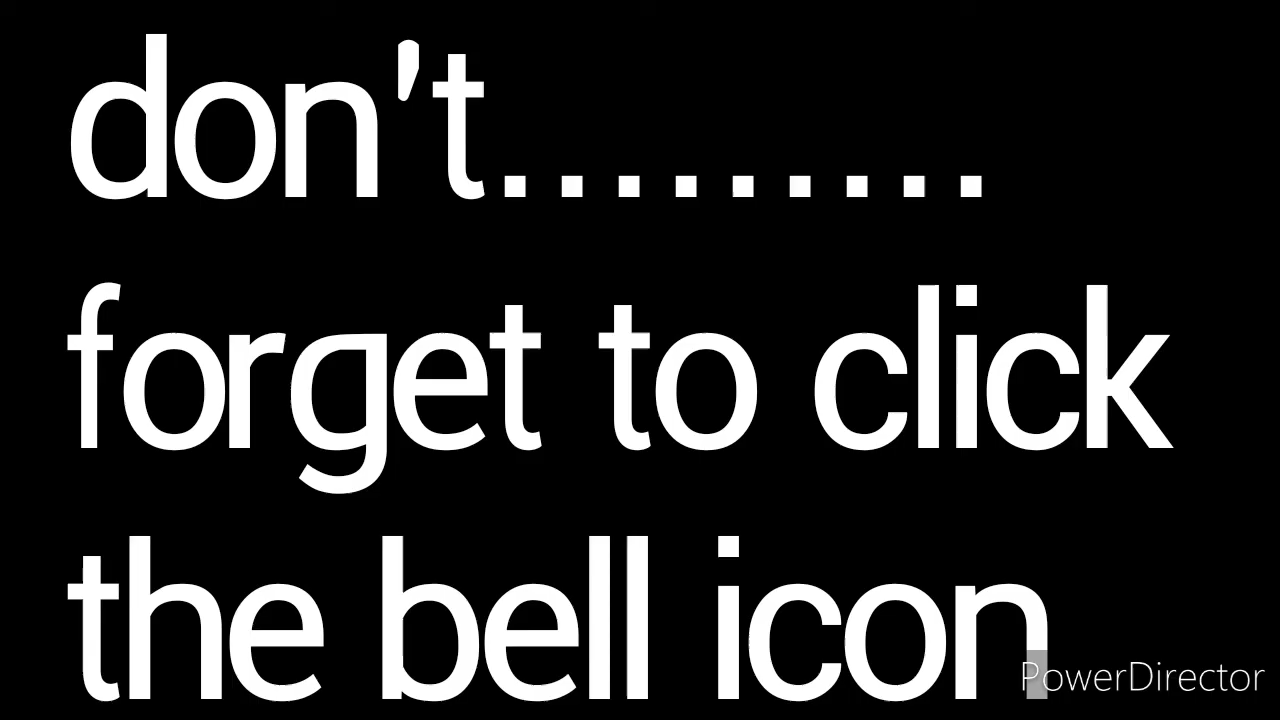 don't.........
forget to click
the bell icon
PowerDirector